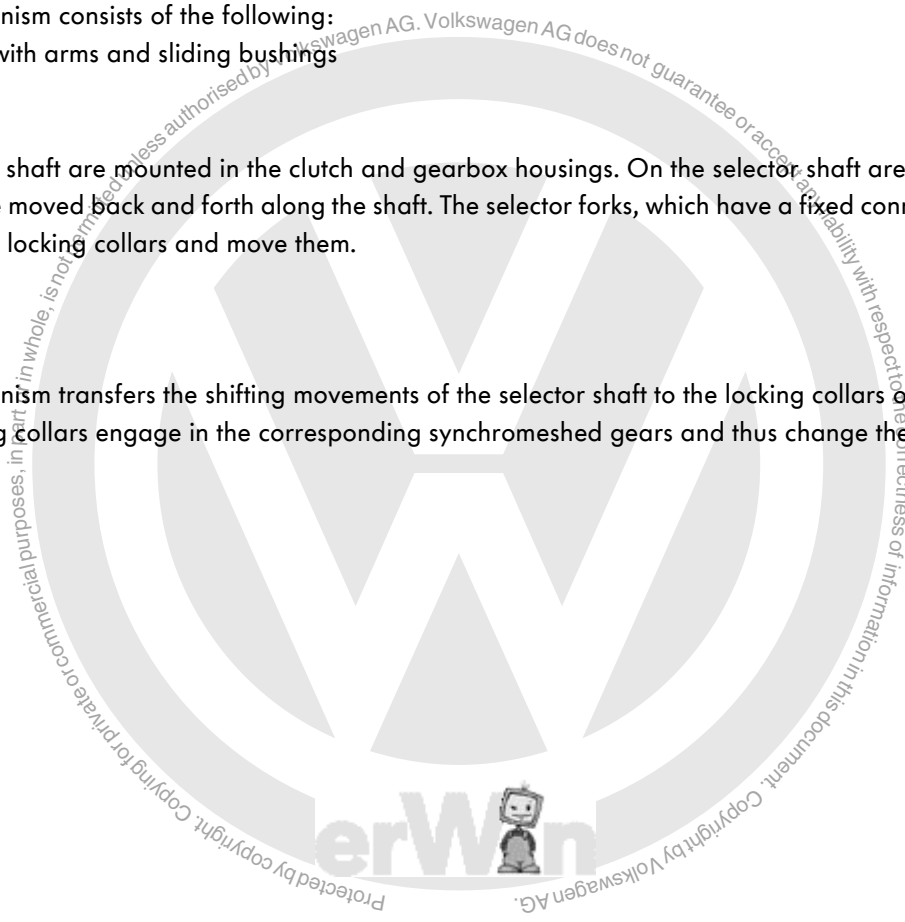 nism consists of the following:
with arms and sliding bushings
shaft are mounted in the clutch and gearbox housings. On the selector shaft are
moved back and forth along the shaft. The selector forks, which have a fixed
locking collars and move them.
nism transfers the shifting movements of the selector shaft to the locking collars
collars engage in the corresponding synchromeshed gears and thus change the
erWin
Protected by copyright. Copying for private or commercial purposes, in part or in whole, is not permitted unless authorised by Volkswagen AG. Volkswagen AG does not guarantee or accept any liability with respect to the correctness of information in this document. Copyright by Volkswagen AG.